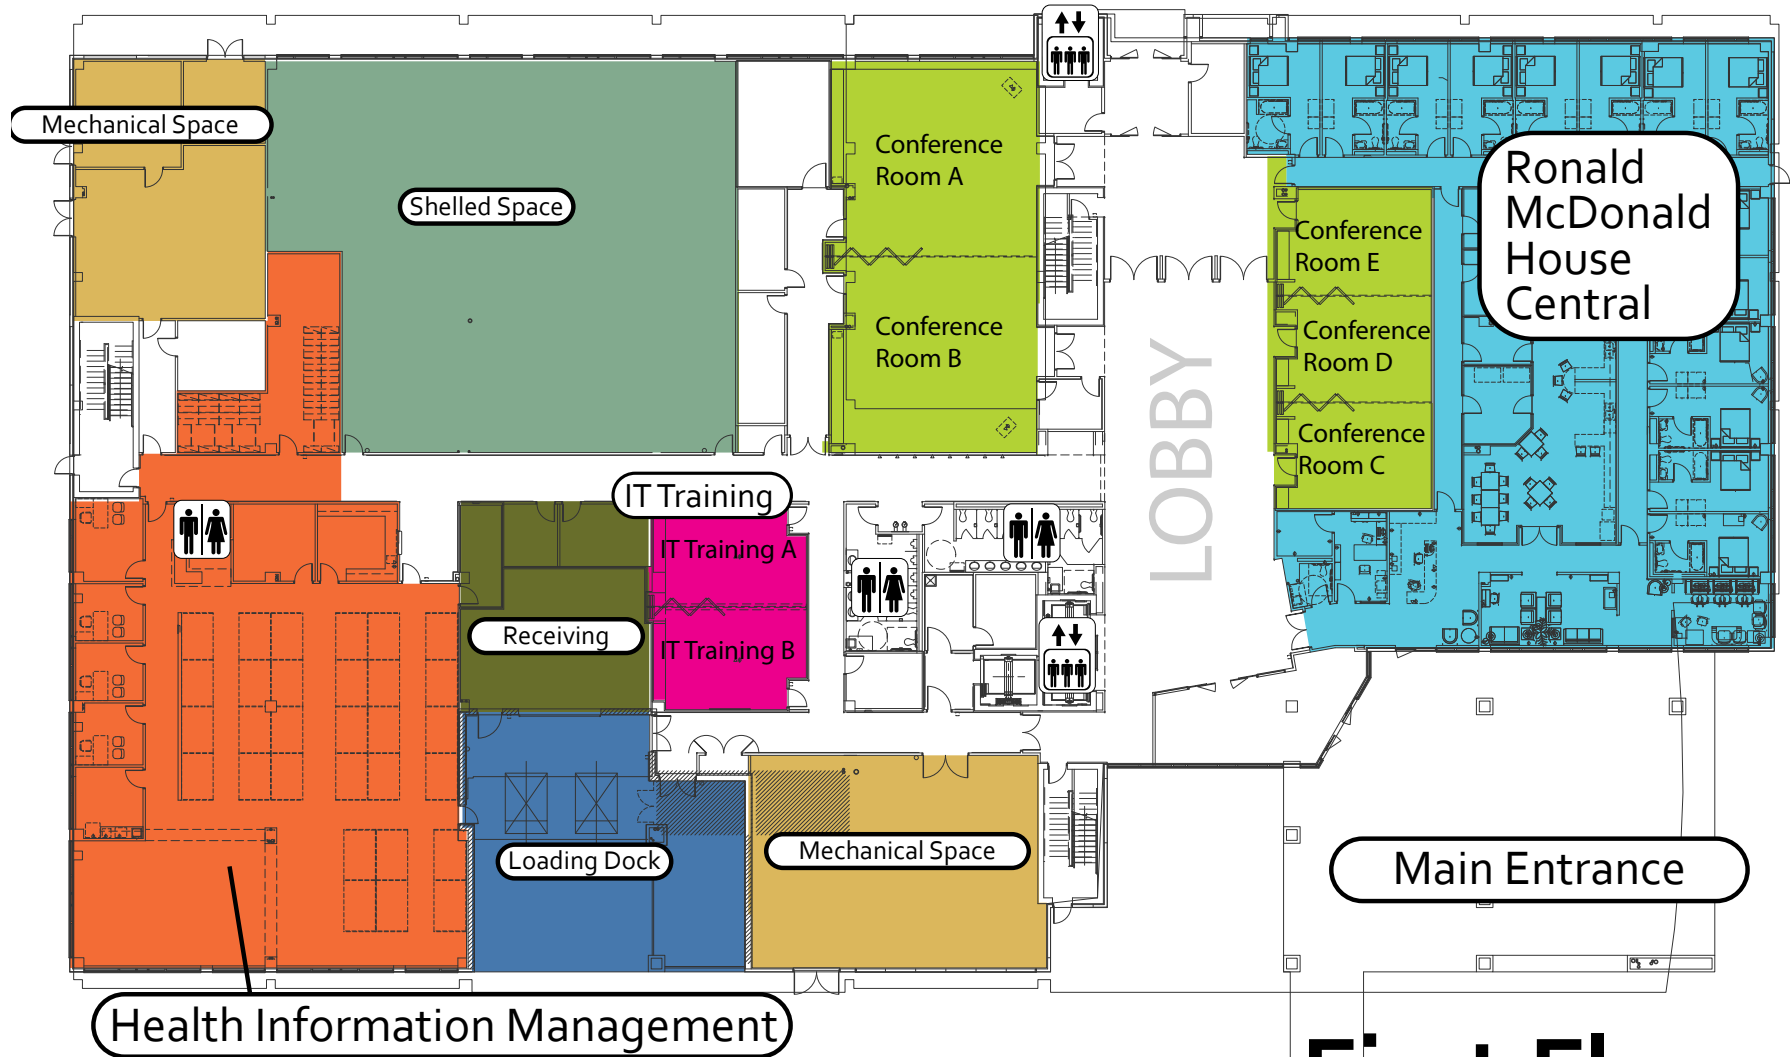 Mechanical Space
Shelled Space
Conference
Room A
Conference
Room B
Conference
Room E
Conference
Room D
Conference
Room C
Ronald
McDonald
House
Central
LOBBY
IT Training
IT Training A
IT Training B
Receiving
Loading Dock
Mechanical Space
Main Entrance
Health Information Management